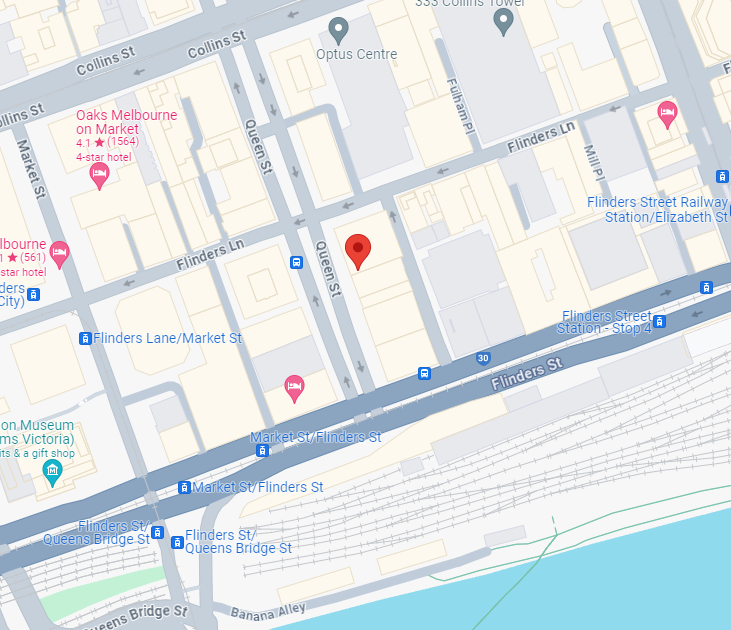 333 Collins Tower
Optus Centre
Collins St
Collins St
Collins St
Oaks Melbourne
on Market
4.1 ★ (1564)
4-star hotel
Market St
Queen St
Fulham Pl
Flinders Ln
Mill Pl
Flinders Street Railway
Station/Elizabeth St
lbourne
1 ★ (561)
star hotel
ders
City)
Flinders Ln
Queen St
Flinders Lane/Market St
Flinders Street
Station - Stop 4
30
Flinders St
Market St/Flinders St
on Museum
ms Victoria)
its & a gift shop
Market St/Flinders St
Flinders St/
Queens Bridge St
Flinders St/
Queens Bridge St
Queens Bridge St
Banana Alley